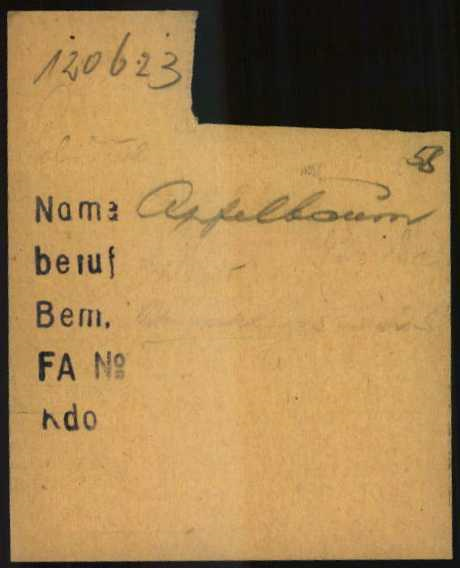 120623
58
Name Apfelbaum
beruf
Bem.
FA №
Kdo